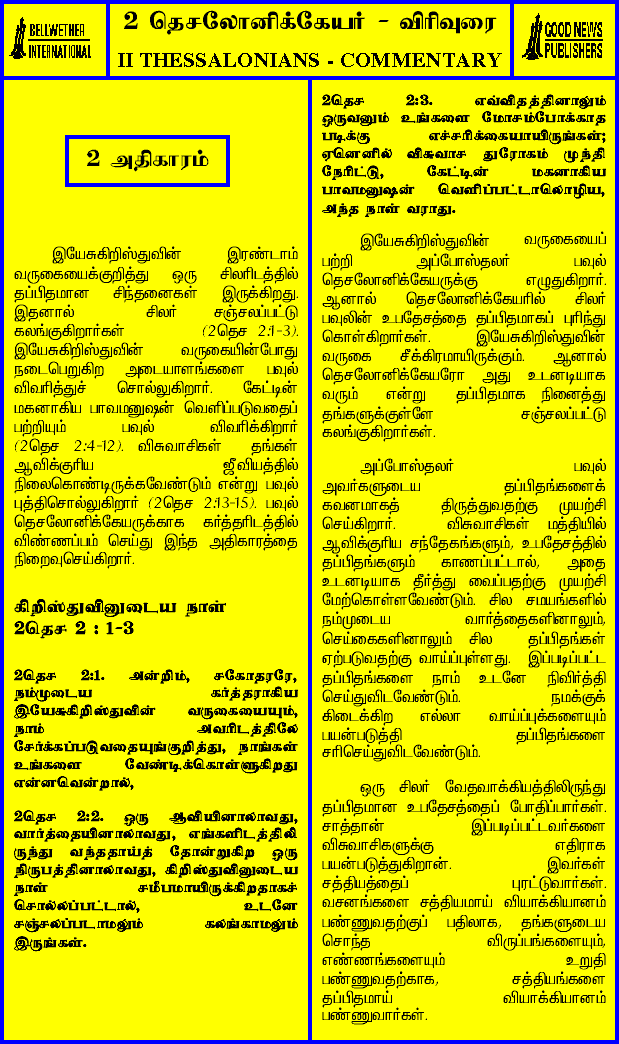 BELLWETHER
INTERNATIONAL
2 தெசலோனிக்கேயர் - விரிவுரை
II THESSALONIANS - COMMENTARY
GOOD NEWS
PUBLISHERS
2 அதிகாரம்
இயேசுகிறிஸ்துவின் இரண்டாம்
வருகையைக்குறித்து ஒரு சிலரிடத்தில்
தப்பிதமான சிந்தனைகள் இருக்கிறது.
இதனால் சிலர் சஞ்சலப்பட்டு
கலங்குகிறார்கள் (2தெச 2:1-3).
இயேசுகிறிஸ்துவின் வருகையின்போது
நடைபெறுகிற அடையாளங்களை பவுல்
விவரித்துச் சொல்லுகிறார். கேட்டின்
மகனாகிய பாவமனுஷன் வெளிப்படுவதைப்
பற்றியும் பவுல் விவரிக்கிறார்
(2தெச 2:4-12). விசுவாசிகள் தங்கள்
ஆவிக்குரிய ஜீவியத்தில்
நிலைகொண்டிருக்கவேண்டும் என்று பவுல்
புத்திசொல்லுகிறார் (2தெச 2:13-15). பவுல்
தெசலோனிக்கேயருக்காக கர்த்தரிடத்தில்
விண்ணப்பம் செய்து இந்த அதிகாரத்தை
நிறைவுசெய்கிறார்.
கிறிஸ்துவினுடைய நாள்
2தெச 2 : 1-3
2தெச 2:1. அன்றியும், சகோதரரே,
நம்முடைய கர்த்தராகிய
இயேசுகிறிஸ்துவின் வருகையையும்,
நாம் அவரிடத்திலே
சேர்க்கப்படுவதையுங்குறித்து, நாங்கள்
உங்களை வேண்டிக்கொள்ளுகிறது
என்னவென்றால்,
2தெச 2:2. ஒரு ஆவியினாலாவது,
வார்த்தையினாலாவது, எங்களிடத்திலி
ருந்து வந்ததாய்த் தோன்றுகிற ஒரு
நிருபத்தினாலாவது, கிறிஸ்துவினுடைய
நாள் சமீபமாயிருக்கிறதாகச்
சொல்லப்பட்டால், உடனே
சஞ்சலப்படாமலும் கலங்காமலும்
இருங்கள்.
2தெச 2:3. எவ்விதத்தினாலும்
ஒருவனும் உங்களை மோசம்போக்காத
படிக்கு எச்சரிக்கையாயிருங்கள்;
ஏனெனில் விசுவாச துரோகம் முந்தி
நேரிட்டு, கேட்டின் மகனாகிய
பாவமனுஷன் வெளிப்பட்டாலொழிய,
அந்த நாள் வராது.
இயேசுகிறிஸ்துவின் வருகையைப்
பற்றி அப்போஸ்தலர் பவுல்
தெசலோனிக்கேயருக்கு எழுதுகிறார்.
ஆனால் தெசலோனிக்கேயரில் சிலர்
பவுலின் உபதேசத்தை தப்பிதமாகப் புரிந்து
கொள்கிறார்கள். இயேசுகிறிஸ்துவின்
வருகை சீக்கிரமாயிருக்கும். ஆனால்
தெசலோனிக்கேயரோ அது உடனடியாக
வரும் என்று தப்பிதமாக நினைத்து
தங்களுக்குள்ளே சஞ்சலப்பட்டு
கலங்குகிறார்கள்.
அப்போஸ்தலர் பவுல்
அவர்களுடைய தப்பிதங்களைக்
கவனமாகத் திருத்துவதற்கு முயற்சி
செய்கிறார். விசுவாசிகள் மத்தியில்
ஆவிக்குரிய சந்தேகங்களும், உபதேசத்தில்
தப்பிதங்களும் காணப்பட்டால், அதை
உடனடியாக தீர்த்து வைப்பதற்கு முயற்சி
மேற்கொள்ளவேண்டும். சில சமயங்களில்
நம்முடைய வார்த்தைகளினாலும்,
செய்கைகளினாலும் சில தப்பிதங்கள்
ஏற்படுவதற்கு வாய்ப்புள்ளது. இப்படிப்பட்ட
தப்பிதங்களை நாம் உடனே நிவிர்த்தி
செய்துவிடவேண்டும். நமக்குக்
கிடைக்கிற எல்லா வாய்ப்புக்களையும்
பயன்படுத்தி தப்பிதங்களை
சரிசெய்துவிடவேண்டும்.
ஒரு சிலர் வேதவாக்கியத்திலிருந்து
தப்பிதமான உபதேசத்தைப் போதிப்பார்கள்.
சாத்தான் இப்படிப்பட்டவர்களை
விசுவாசிகளுக்கு எதிராக
பயன்படுத்துகிறான். இவர்கள்
சத்தியத்தைப் புரட்டுவார்கள்.
வசனங்களை சத்தியமாய் வியாக்கியானம்
பண்ணுவதற்குப் பதிலாக, தங்களுடைய
சொந்த விருப்பங்களையும்,
எண்ணங்களையும் உறுதி
பண்ணுவதற்காக, சத்தியங்களை
தப்பிதமாய் வியாக்கியானம்
பண்ணுவார்கள்.